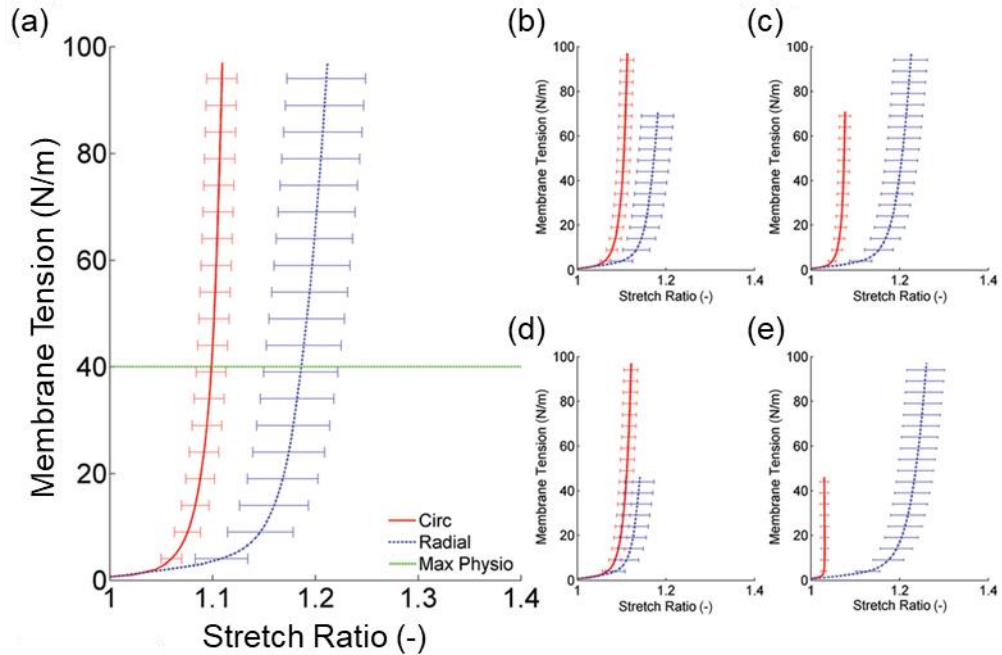 (a)
100
80
60
40
20
0
1
1.1
1.2
1.3
1.4
Membrane Tension (N/m)
Stretch Ratio (-)
Circ
Radial
Max Physio
(b)
100
80
60
40
20
0
1
1.2
1.4
Membrane Tension (N/m)
Stretch Ratio (-)
(c)
100
80
60
40
20
0
1
1.2
1.4
Membrane Tension (N/m)
Stretch Ratio (-)
(d)
100
80
60
40
20
0
1
1.2
1.4
Membrane Tension (N/m)
Stretch Ratio (-)
(e)
100
80
60
40
20
0
1
1.2
1.4
Membrane Tension (N/m)
Stretch Ratio (-)